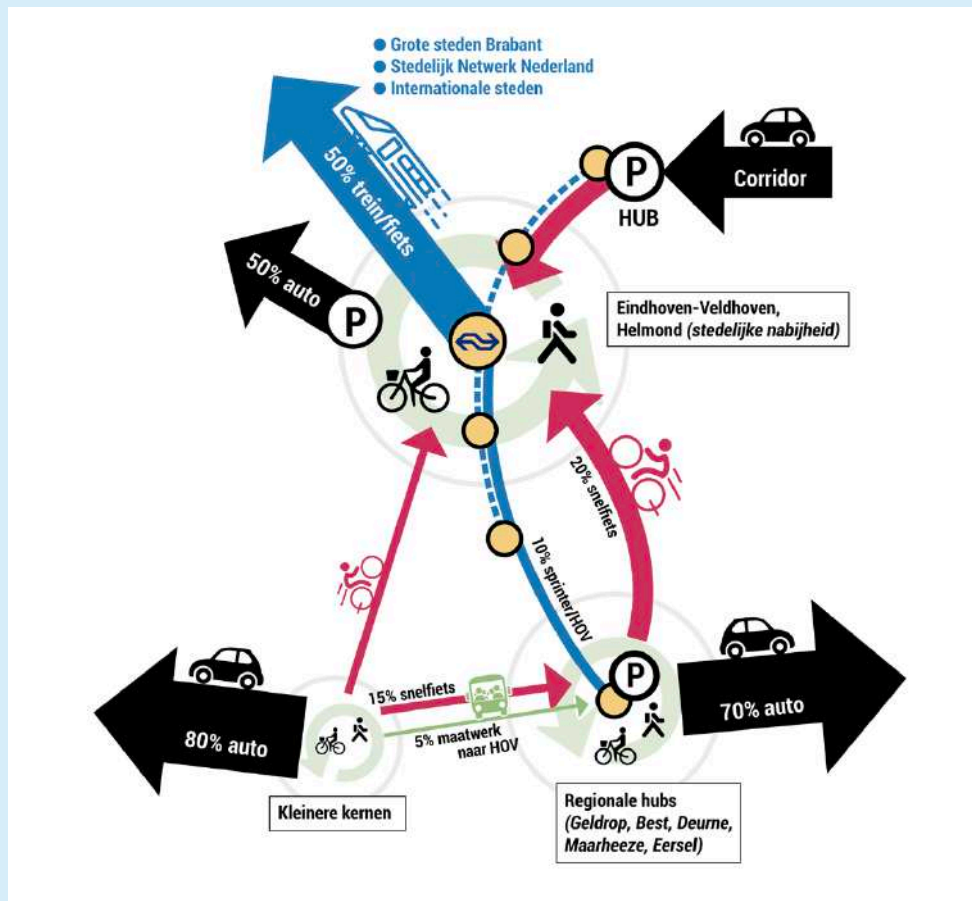 Grote steden Brabant
Stedelijk Netwerk Nederland
Internationale steden
50% trein/fiets
P
HUB
Corridor
50% auto
P
Eindhoven-Veldhoven,
Helmond (stedelijke nabijheid)
20% snelfiets
10% sprinter/HOV
80% auto
15% snelfiets
5% maatwerk
naar HOV
P
70% auto
Kleinere kernen
Regionale hubs
(Geldrop, Best, Deurne,
Maarheeze, Eersel)